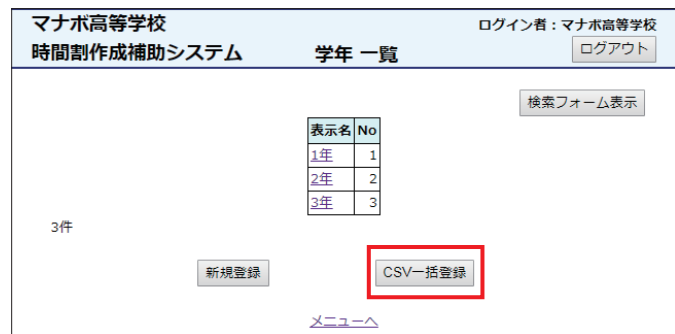 マナボ高等学校
ログイン者：マナボ高等学校
時間割作成補助システム 学年 一覧 ログアウト
検索フォーム表示
表示名 No
1年 1
2年 2
3年 3
3件
新規登録 CSV一括登録
メニューへ